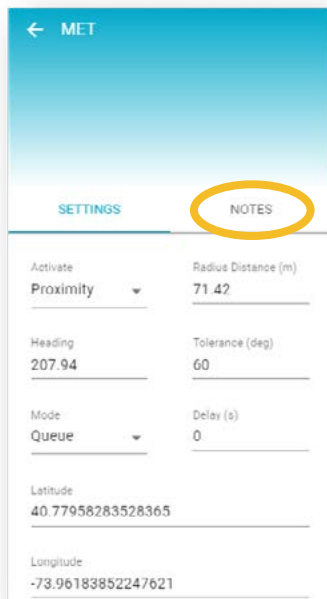 MET
SETTINGS NOTES
Activate Radius Distance (m)
Proximity 71.42
Heading Tolerance (deg)
207.94 60
Mode Delay (s)
Queue 0
Latitude
40.77958283528365
Longitude
-73.96183852247621